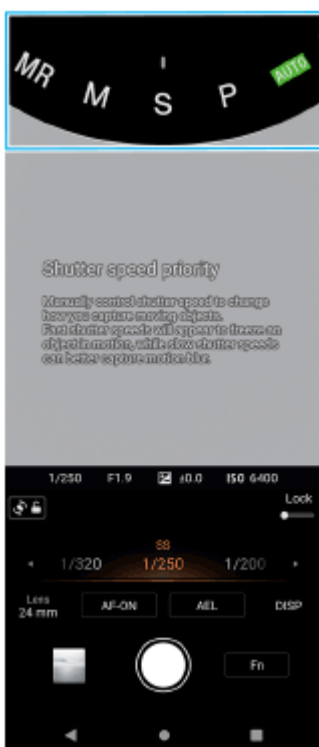 MR M S P AUTO
Shutter speed priority
Manually control shutter speed to change
how you capture moving objects.
Fast shutter speeds will appear to freeze an
object in motion, while slow shutter speeds
can better capture motion blur.
1/250 F1.9 ±0.0 ISO 6400
Lock
SS
1/320 1/250 1/200
Lens
24 mm
AF-ON AEL DISP
Fn